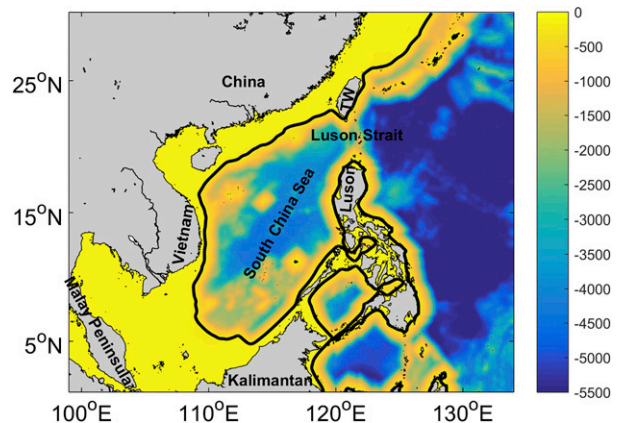 25°N
15°N
5°N
100°E
110°E
120°E
130°E
China
TW
Luson Strait
Luson
South China Sea
Vietnam
Malay Peninsula
Kalimantan
0
-500
-1000
-1500
-2000
-2500
-3000
-3500
-4000
-4500
-5000
-5500